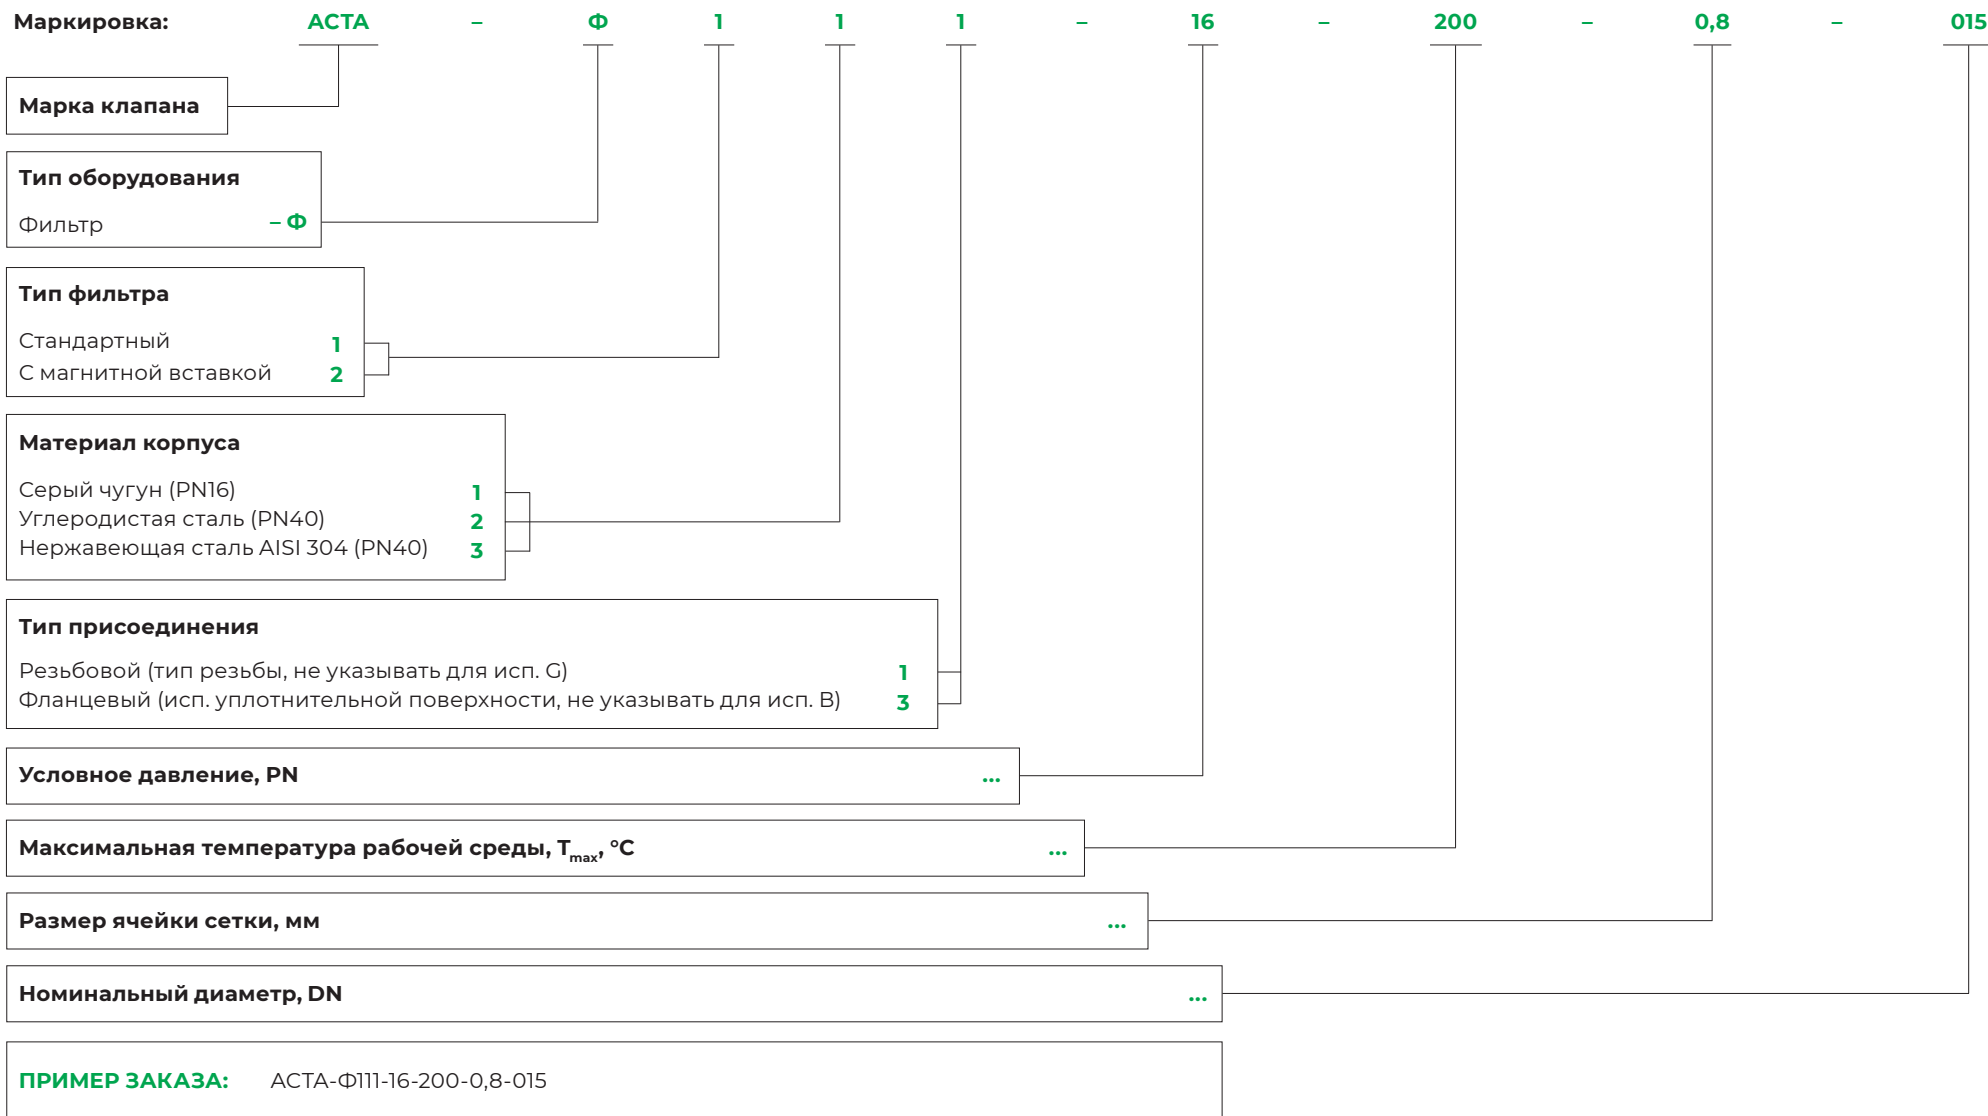 Маркировка: АСТА – Ф 1 1 1 – 16 – 200 – 0,8 – 015
Марка клапана
Тип оборудования
Фильтр – Ф
Тип фильтра
Стандартный 1
С магнитной вставкой 2
Материал корпуса
Серый чугун (PN16) 1
Углеродистая сталь (PN40) 2
Нержавеющая сталь AISI 304 (PN40) 3
Тип присоединения
Резьбовой (тип резьбы, не указывать для исп. G) 1
Фланцевый (исп. уплотнительной поверхности, не указывать для исп. В) 3
Условное давление, PN ...
Максимальная температура рабочей среды, Tmax, °C ...
Размер ячейки сетки, мм ...
Номинальный диаметр, DN ...
ПРИМЕР ЗАКАЗА: АСТА-Ф111-16-200-0,8-015